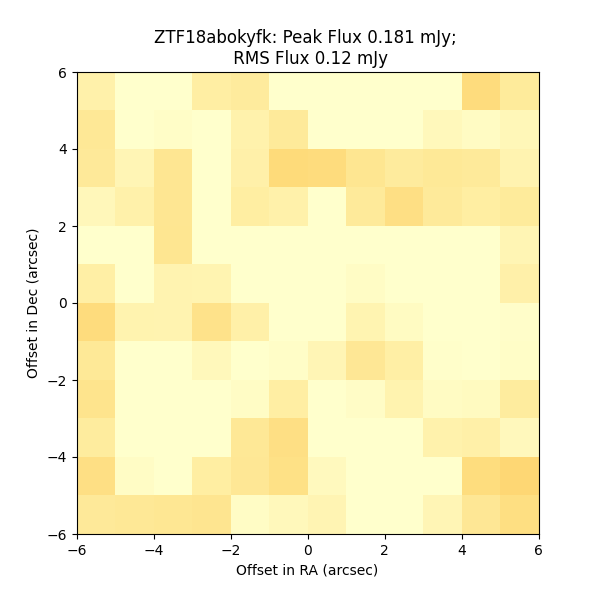 ZTF18abokyfk: Peak Flux 0.181 mJy;
RMS Flux 0.12 mJy
6
4
2
0
−2
−4
−6
Offset in Dec (arcsec)
−6 −4 −2 0 2 4 6
Offset in RA (arcsec)